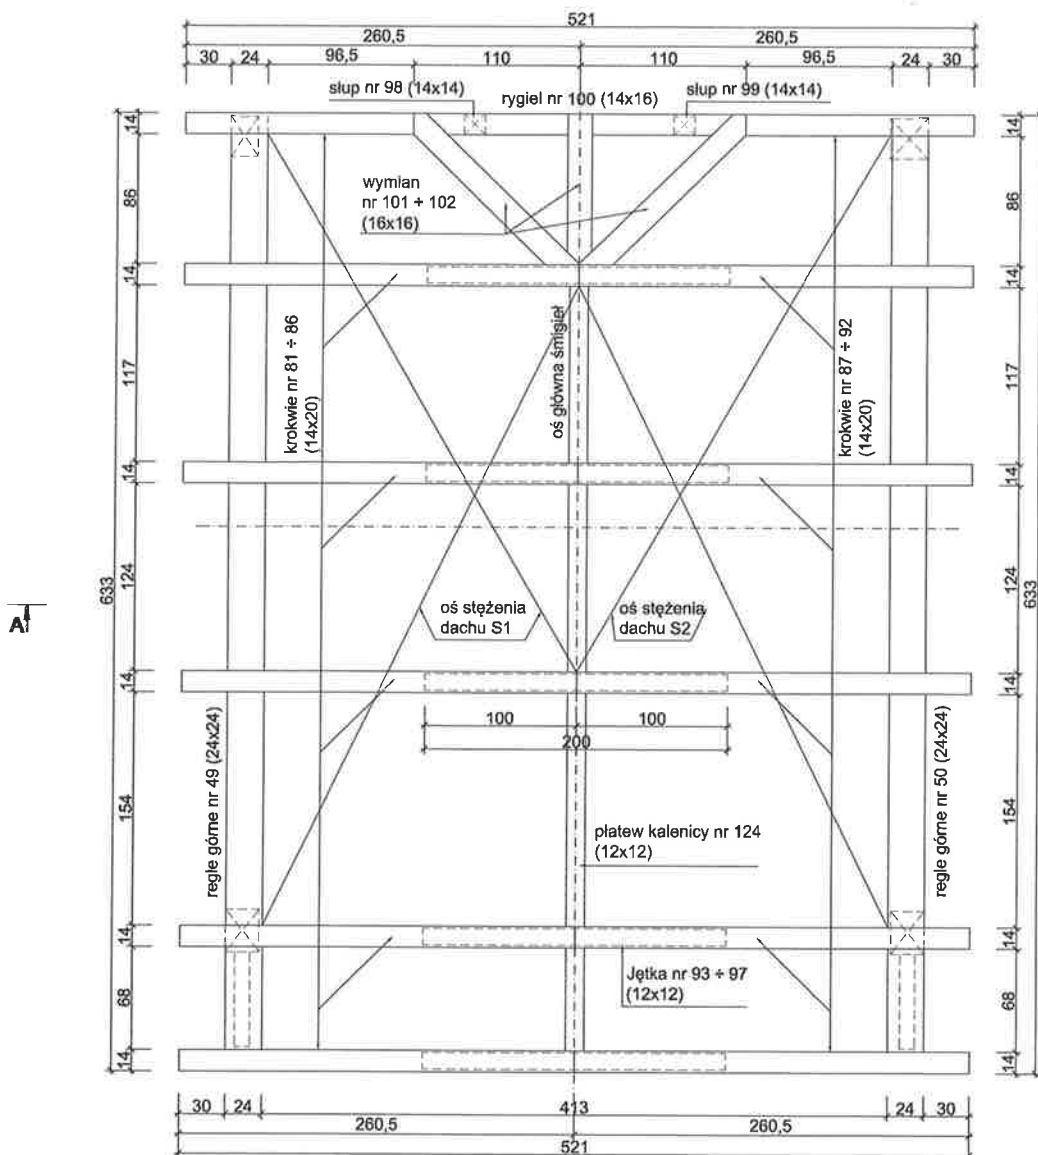 521
260,5 260,5
30 24 96,5 110 110 96,5 24 30
słup nr 98 (14x14)
rygiel nr 100 (14x16)
słup nr 99 (14x14)
14 14
wymian
nr 101 + 102
(16x16)
86 86
14 14
krokwie nr 81 ÷ 86
(14x20)
oś główna śmigieł
krokwie nr 87 ÷ 92
(14x20)
117 117
14 14
633 633
124 124
A
oś stężenia
dachu S1
oś stężenia
dachu S2
14 14
100 100
200
regle górne nr 49 (24x24)
regle górne nr 50 (24x24)
154 154
płatew kalenicy nr 124
(12x12)
14 14
Jętka nr 93 ÷ 97
(12x12)
68 68
14 14
30 24 413 24 30
260,5 260,5
521